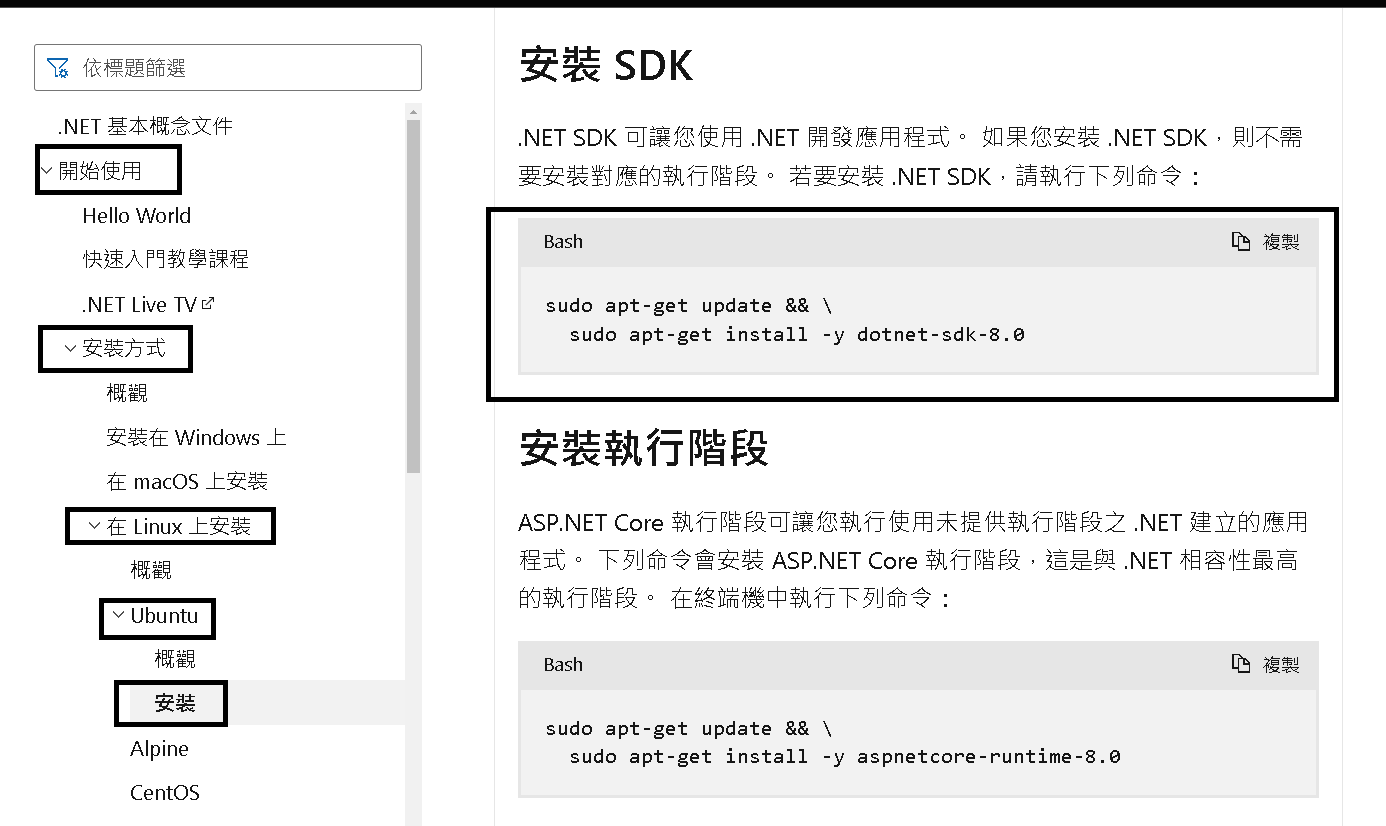 依標題篩選
.NET 基本概念文件
開始使用
Hello World
快速入門教學課程
.NET Live TV
安裝方式
概觀
安裝在 Windows 上
在 macOS 上安裝
在 Linux 上安裝
概觀
Ubuntu
概觀
安裝
Alpine
CentOS
安裝 SDK
.NET SDK 可讓您使用 .NET 開發應用程式。 如果您安裝 .NET SDK，則不需
要安裝對應的執行階段。 若要安裝 .NET SDK，請執行下列命令：
Bash
複製
sudo apt-get update && \
  sudo apt-get install -y dotnet-sdk-8.0
安裝執行階段
ASP.NET Core 執行階段可讓您執行使用未提供執行階段之 .NET 建立的應用
程式。 下列命令會安裝 ASP.NET Core 執行階段，這是與 .NET 相容性最高
的執行階段。 在終端機中執行下列命令：
Bash
複製
sudo apt-get update && \
  sudo apt-get install -y aspnetcore-runtime-8.0